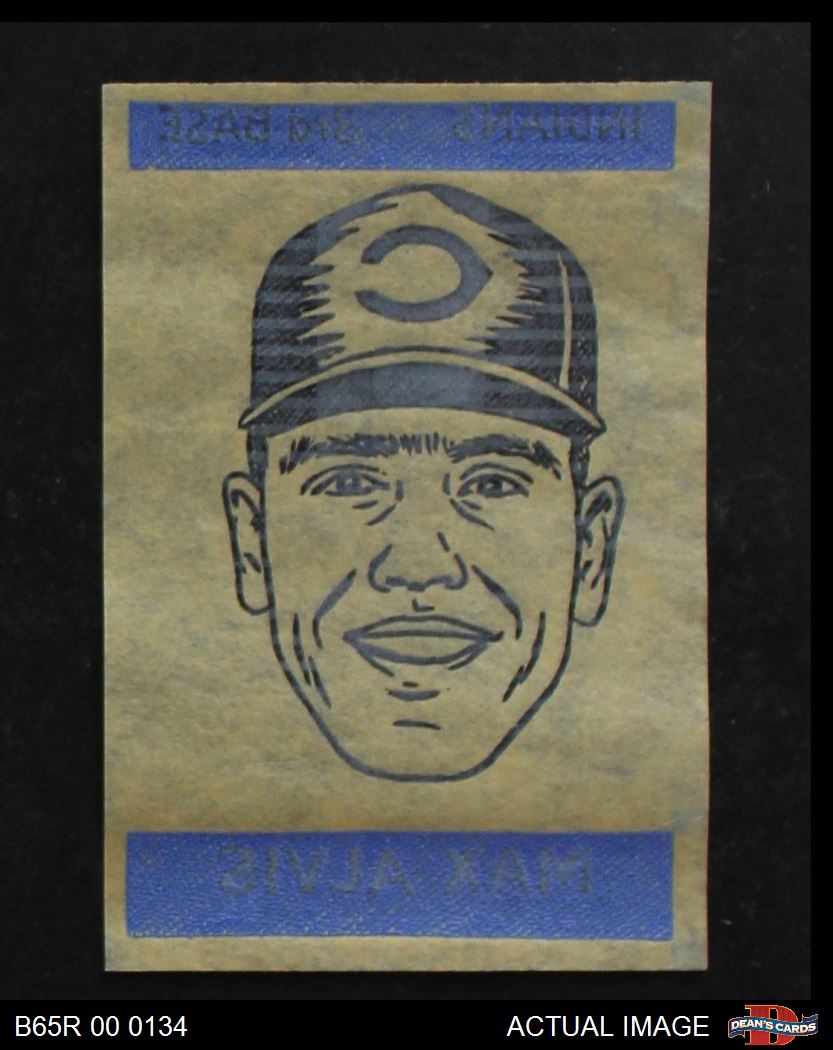 INDIANS 3rd BASE
C
MAX ALVIS
B65R 00 0134
ACTUAL IMAGE
D
DEAN'S CARDS